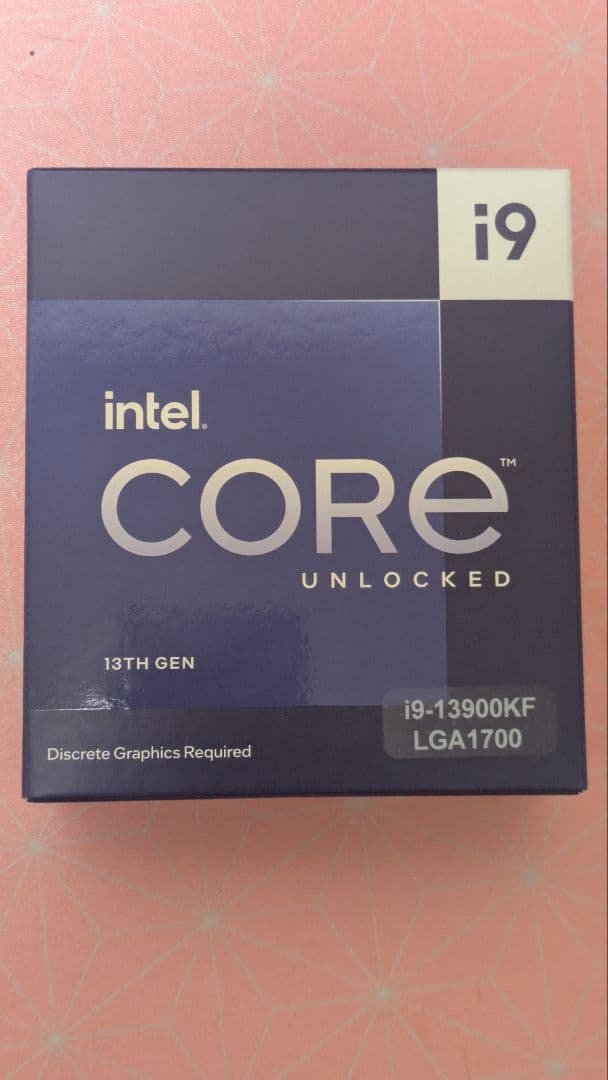 i9
intel.
CORE™
UNLOCKED
13TH GEN
i9-13900KF
LGA1700
Discrete Graphics Required